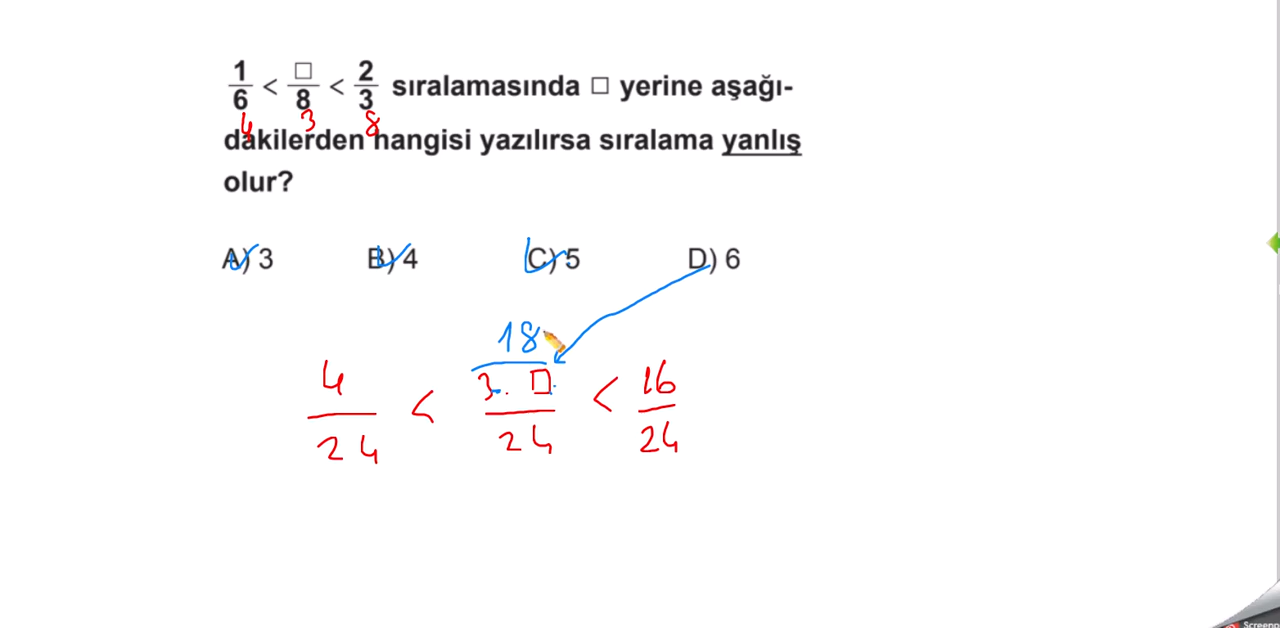 1/6 < □/8 < 2/3 sıralamasında □ yerine aşağı-
4 3 8
dakilerden hangisi yazılırsa sıralama yanlış
olur?
A) 3 B) 4 C) 5 D) 6
18
4/24 < 3.□/24 < 16/24